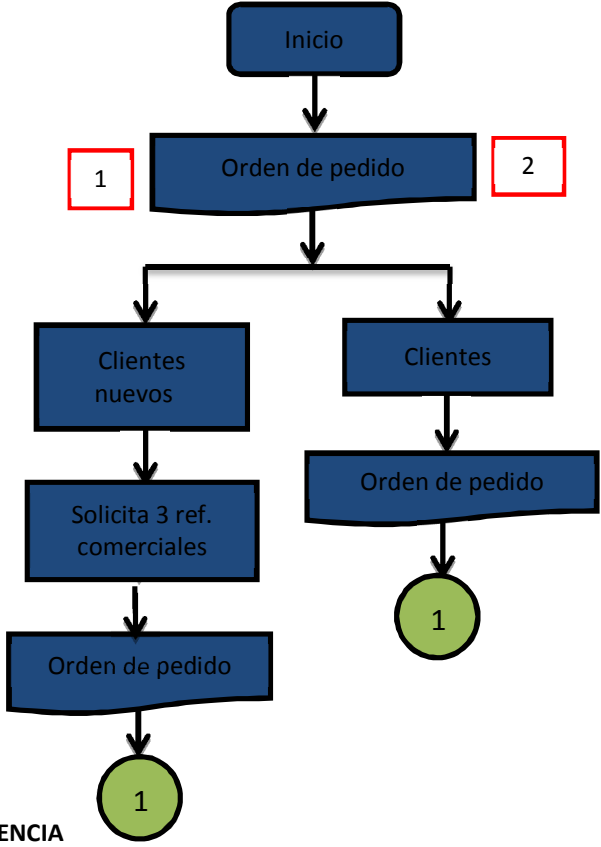 Inicio
1
Orden de pedido
2
Clientes
nuevos
Clientes
Solicita 3 ref.
comerciales
Orden de pedido
1
Orden de pedido
1
ENCIA